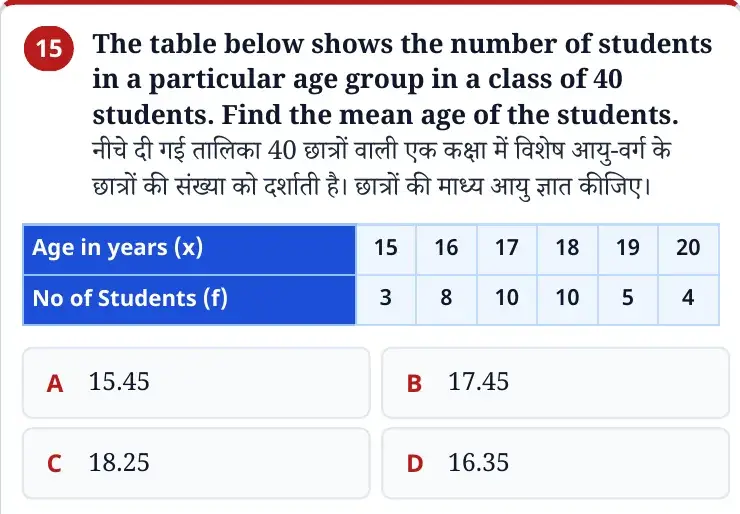 15 The table below shows the number of students
in a particular age group in a class of 40
students. Find the mean age of the students.
नीचे दी गई तालिका 40 छात्रों वाली एक कक्षा में विशेष आयु-वर्ग के
छात्रों की संख्या को दर्शाती है। छात्रों की माध्य आयु ज्ञात कीजिए।
Age in years (x) 15 16 17 18 19 20
No of Students (f) 3 8 10 10 5 4
A 15.45 B 17.45
C 18.25 D 16.35